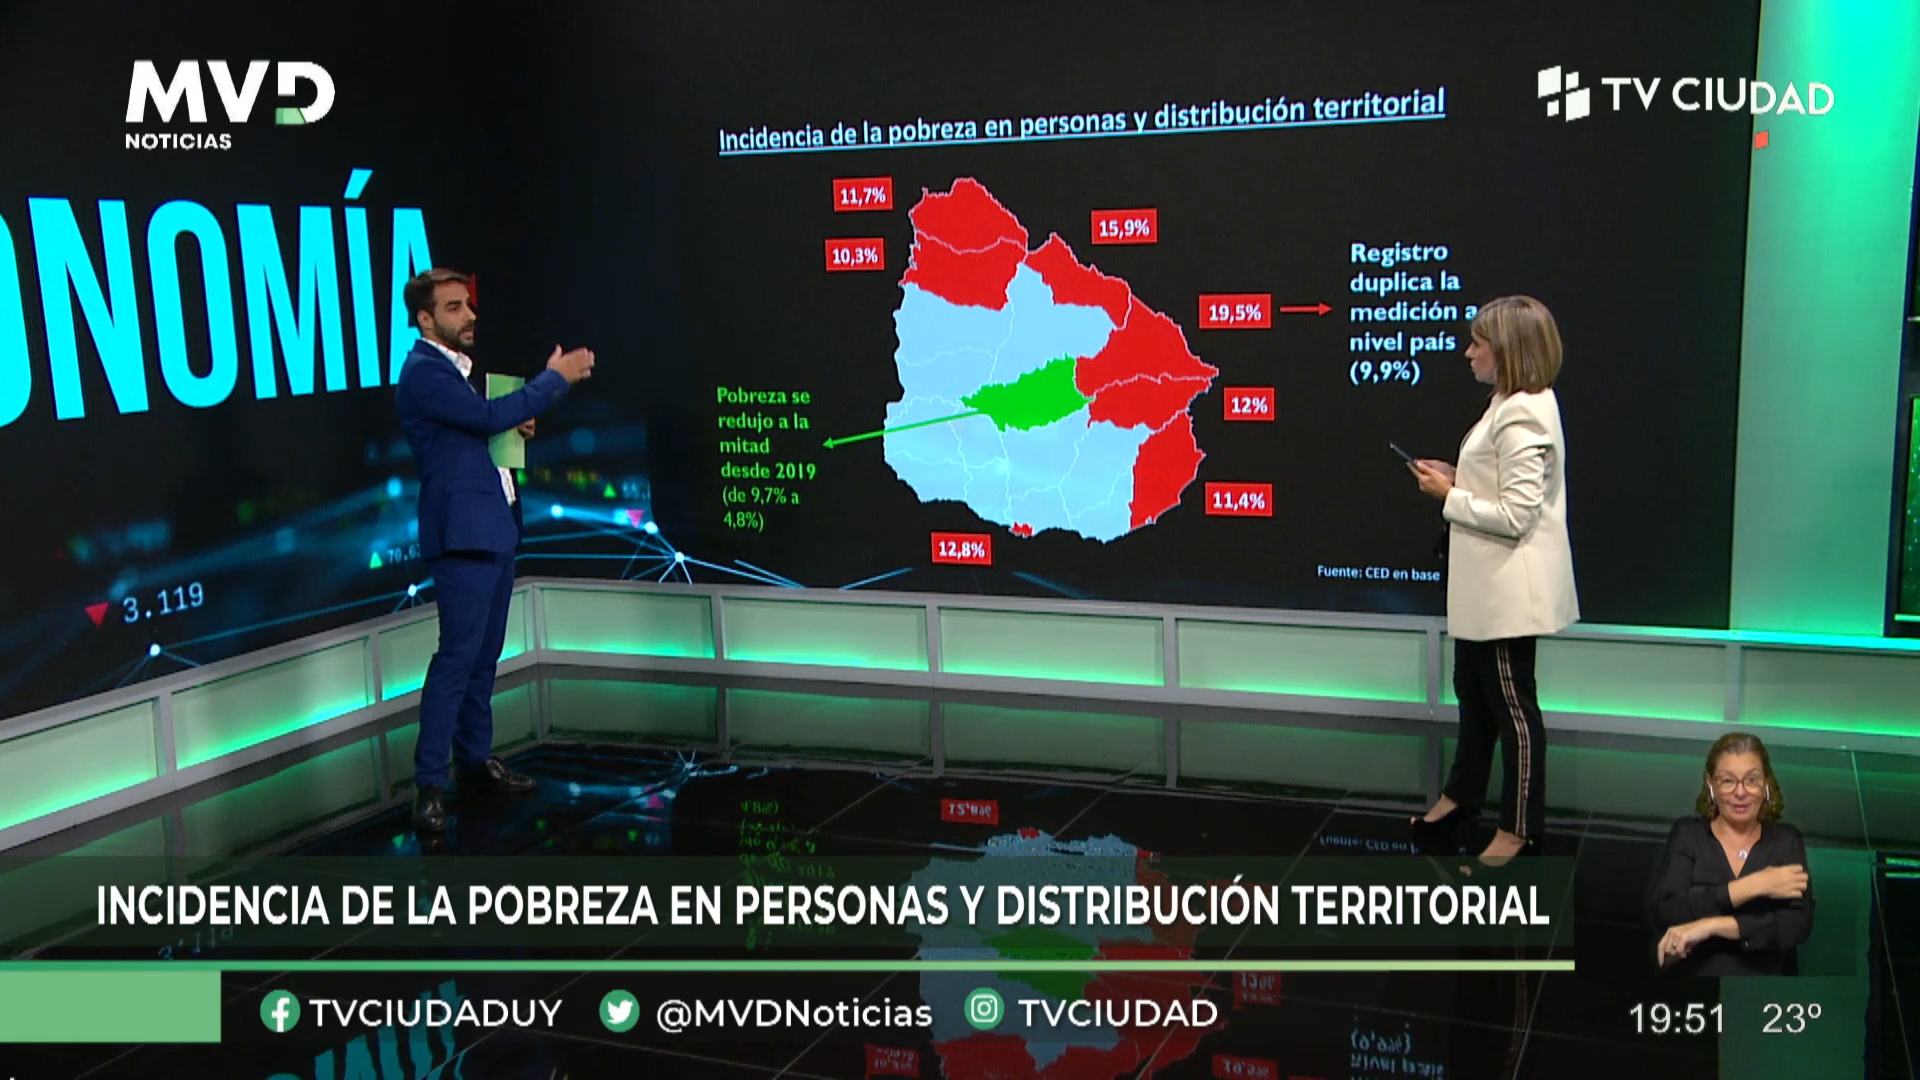 MVD
NOTICIAS
TV CIUDAD
ONOMÍA
Incidencia de la pobreza en personas y distribución territorial
11,7%
10,3%
15,9%
19,5%
12%
11,4%
12,8%
Registro
duplica la
medición a
nivel país
(9,9%)
Pobreza se
redujo a la
mitad
desde 2019
(de 9,7% a
4,8%)
Fuente: CED en base
3.119
INCIDENCIA DE LA POBREZA EN PERSONAS Y DISTRIBUCIÓN TERRITORIAL
TVCIUDADUY
@MVDNoticias
TVCIUDAD
19:51 23º